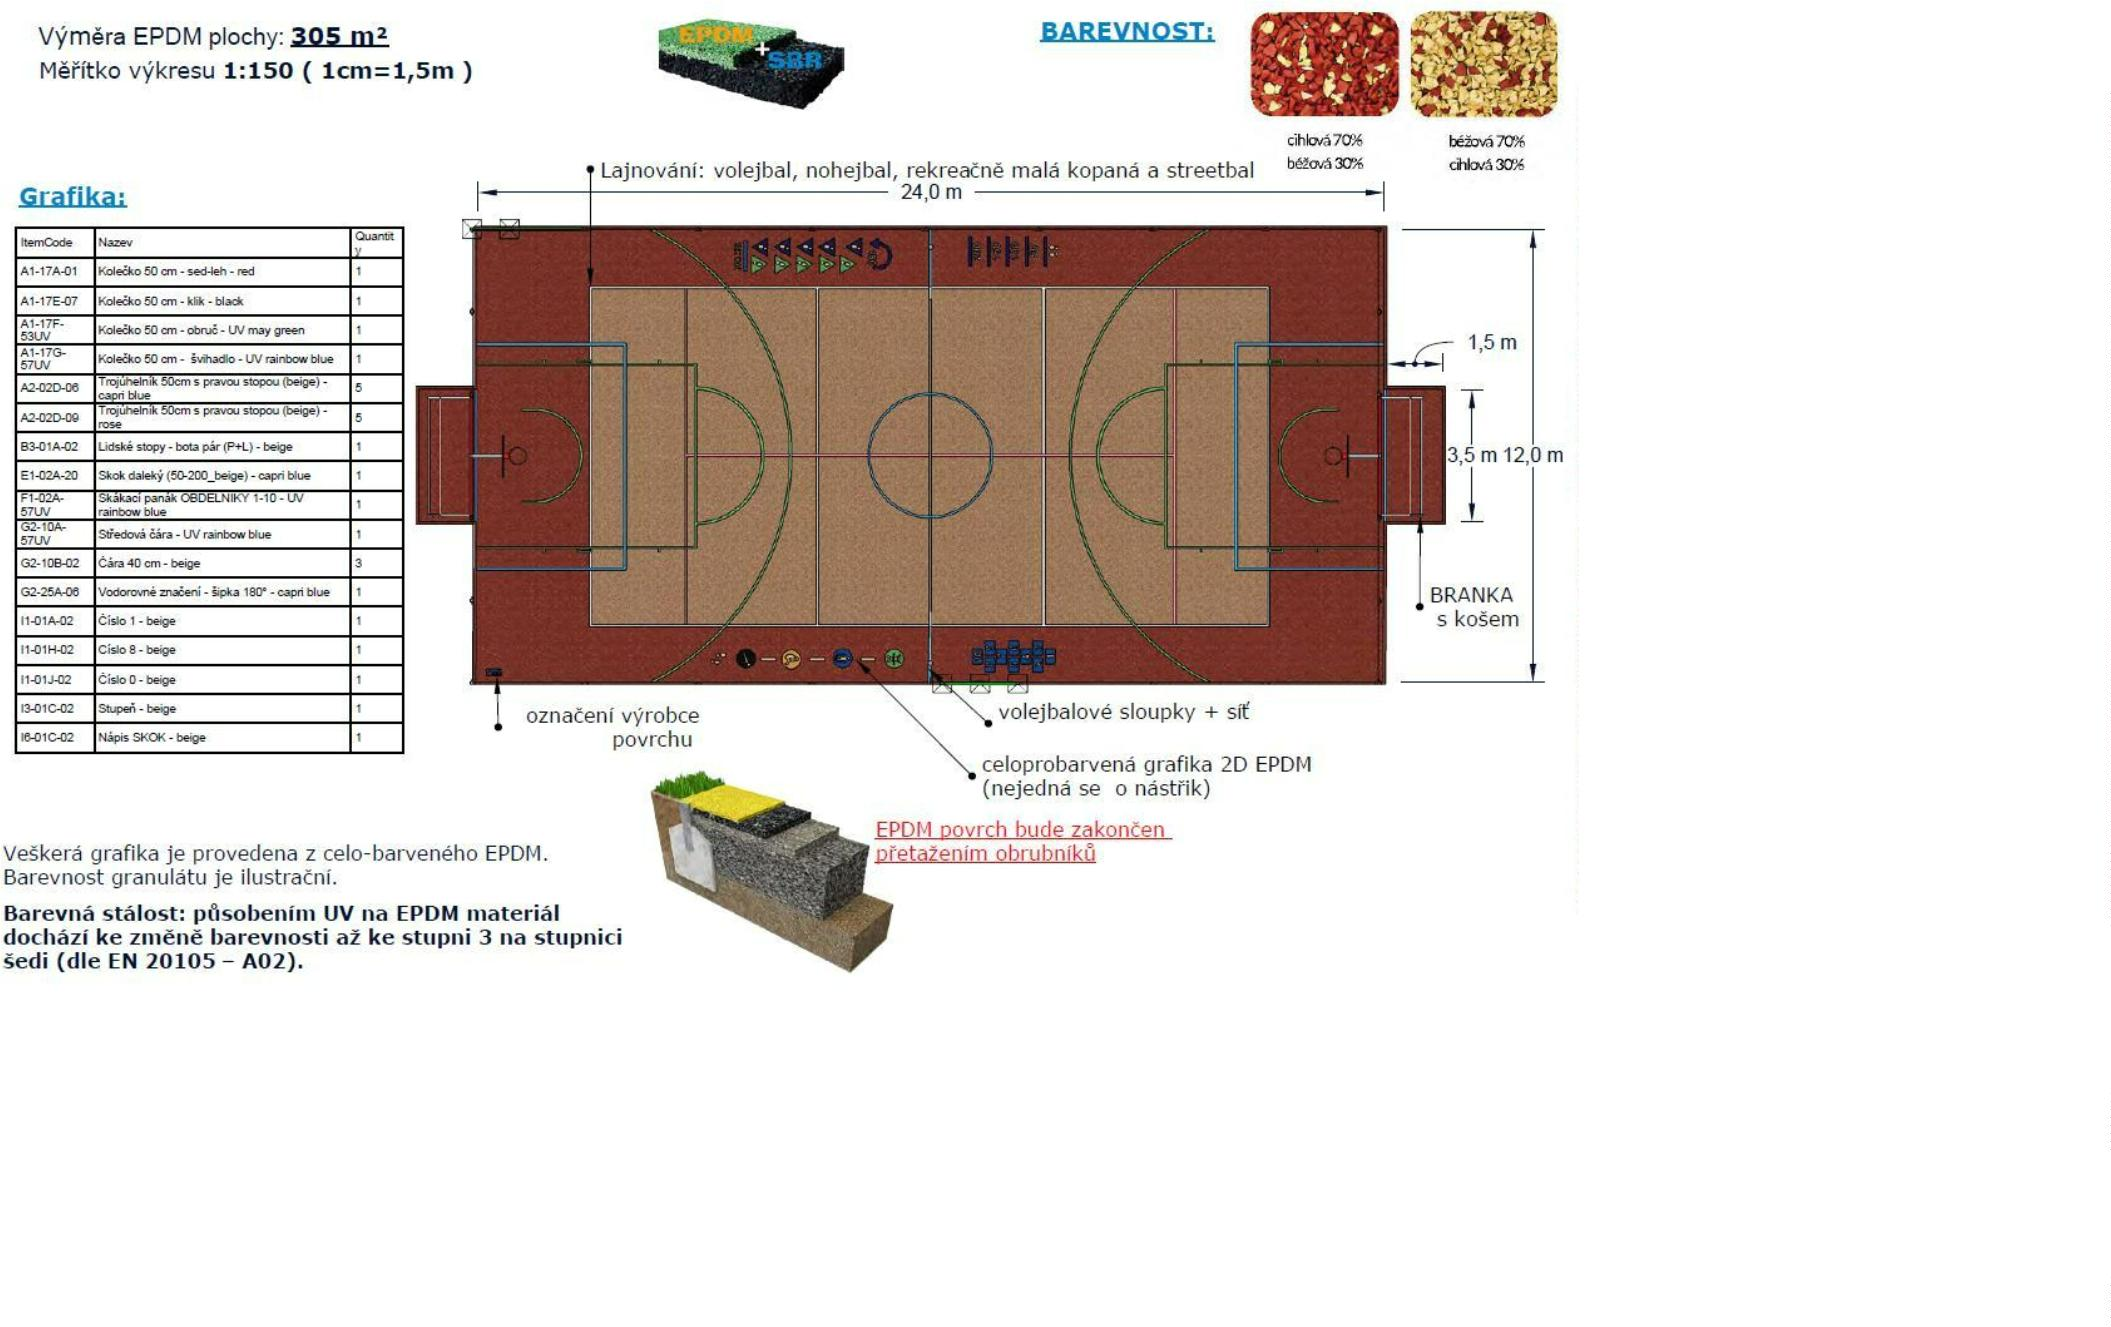 Výměra EPDM plochy: 305 m²
Měřítko výkresu 1:150 ( 1cm=1,5m )
EPDM
+
SBR
BAREVNOST:
cihlová 70%
béžová 30%
béžová 70%
cihlová 30%
Lajnování: volejbal, nohejbal, rekreačně malá kopaná a streetbal
24,0 m
Grafika:
ItemCode Nazev Quantity
A1-17A-01 Kolečko 50 cm - sed-leh - red 1
A1-17E-07 Kolečko 50 cm - klik - black 1
A1-17F-53UV Kolečko 50 cm - obruč - UV may green 1
A1-17G-57UV Kolečko 50 cm - švihadlo - UV rainbow blue 1
A2-02D-06 Trojúhelník 50cm s pravou stopou (beige) - capri blue 5
A2-02D-09 Trojúhelník 50cm s pravou stopou (beige) - rose 5
B3-01A-02 Lidské stopy - bota pár (P+L) - beige 1
E1-02A-20 Skok daleký (50-200_beige) - capri blue 1
F1-02A-57UV Skákací panák OBDELNIKY 1-10 - UV rainbow blue 1
G2-10A-57UV Středová čára - UV rainbow blue 1
G2-10B-02 Čára 40 cm - beige 3
G2-25A-06 Vodorovné značení - šipka 180° - capri blue 1
I1-01A-02 Číslo 1 - beige 1
I1-01H-02 Číslo 8 - beige 1
I1-01J-02 Číslo 0 - beige 1
I3-01C-02 Stupeň - beige 1
I6-01C-02 Nápis SKOK - beige 1
1,5 m
3,5 m 12,0 m
BRANKA
s košem
označení výrobce
povrchu
volejbalové sloupky + síť
celoprobarvená grafika 2D EPDM
(nejedná se o nástřik)
EPDM povrch bude zakončen
přetažením obrubníků
Veškerá grafika je provedena z celo-barveného EPDM.
Barevnost granulátu je ilustrační.
Barevná stálost: působením UV na EPDM materiál
dochází ke změně barevnosti až ke stupni 3 na stupnici
šedi (dle EN 20105 – A02).